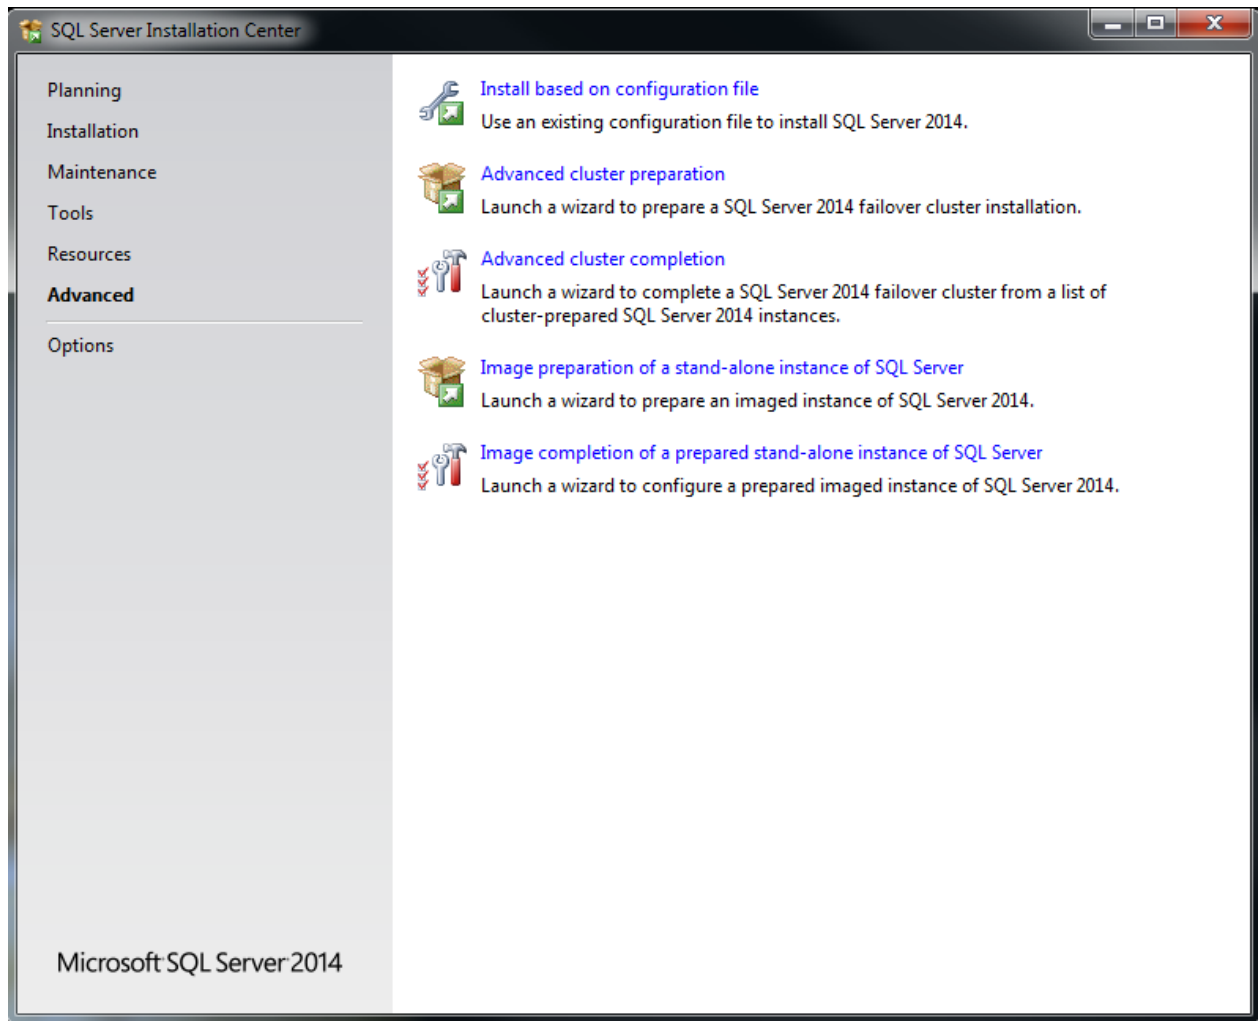 SQL Server Installation Center
Planning
Installation
Maintenance
Tools
Resources
Advanced
Options
Install based on configuration file
Use an existing configuration file to install SQL Server 2014.
Advanced cluster preparation
Launch a wizard to prepare a SQL Server 2014 failover cluster installation.
Advanced cluster completion
Launch a wizard to complete a SQL Server 2014 failover cluster from a list of
cluster-prepared SQL Server 2014 instances.
Image preparation of a stand-alone instance of SQL Server
Launch a wizard to prepare an imaged instance of SQL Server 2014.
Image completion of a prepared stand-alone instance of SQL Server
Launch a wizard to configure a prepared imaged instance of SQL Server 2014.
Microsoft SQL Server 2014